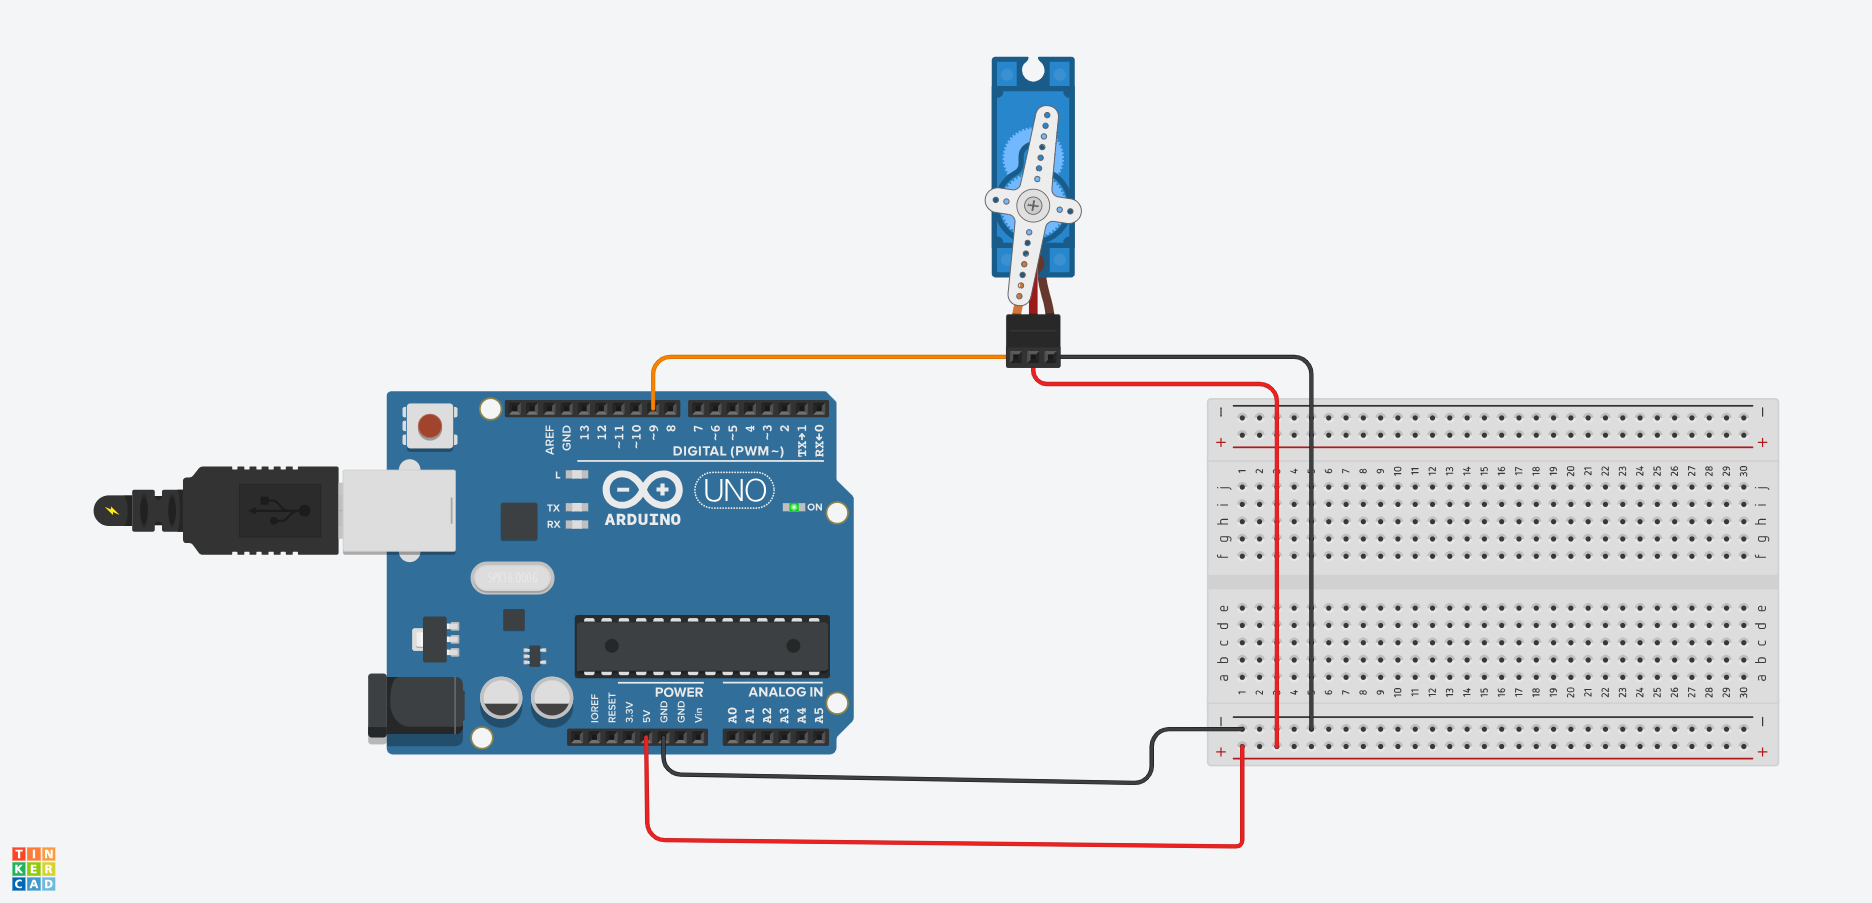 AREF
GND
13
12
~11
~10
~9
8
7
~6
~5
4
~3
2
TX→1
RX←0
DIGITAL (PWM~)
L
TX
RX
ARDUINO
UNO
ON
SPK16.000G
IOREF
RESET
3.3V
5V
GND
GND
Vin
POWER
ANALOG IN
A0
A1
A2
A3
A4
A5
− −
+ +
1 2 3 4 5 6 7 8 9 10 11 12 13 14 15 16 17 18 19 20 21 22 23 24 25 26 27 28 29 30
j j
i i
h h
g g
f f
e e
d d
c c
b b
a a
1 2 3 4 5 6 7 8 9 10 11 12 13 14 15 16 17 18 19 20 21 22 23 24 25 26 27 28 29 30
− −
+ +
TIN
KER
CAD